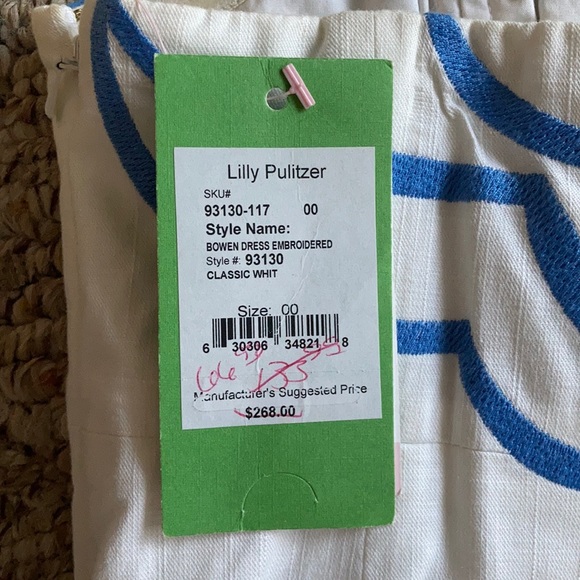 Lilly Pulitzer
SKU#
93130-117 00
Style Name:
BOWEN DRESS EMBROIDERED
Style #: 93130
CLASSIC WHIT
Size: 00
6 30306 34821 8
Manufacturer's Suggested Price
$268.00